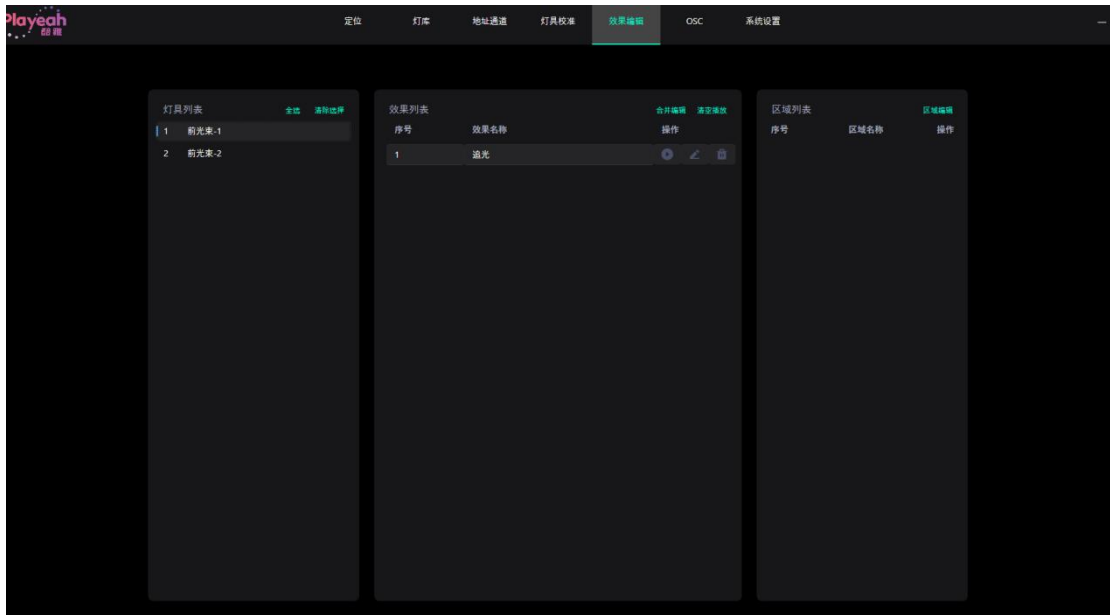 Playeah
定位 灯库 地址通道 灯具校准 效果编辑 OSC 系统设置
灯具列表 全选 清除选择
1 前光束-1
2 前光束-2
效果列表 合并编辑 清空播放
序号 效果名称 操作
1 追光
区域列表 区域编辑
序号 区域名称 操作